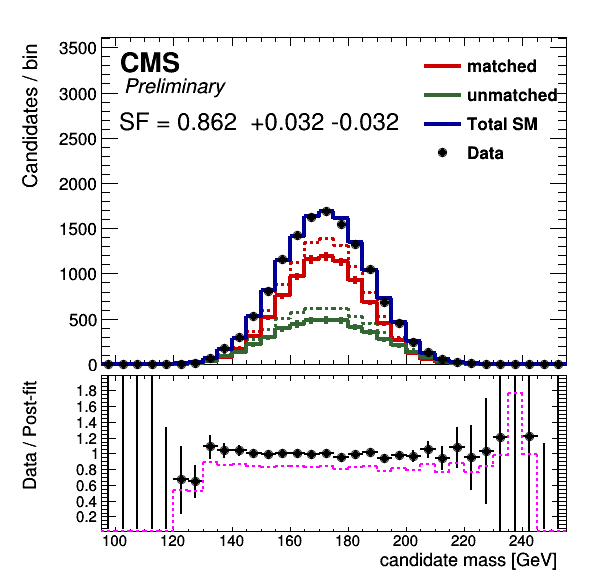 CMS
Preliminary
SF = 0.862 +0.032 -0.032
matched
unmatched
Total SM
Data
Candidates / bin
3500
3000
2500
2000
1500
1000
500
0
Data / Post-fit
1.8
1.6
1.4
1.2
1
0.8
0.6
0.4
0.2
100 120 140 160 180 200 220 240
candidate mass [GeV]